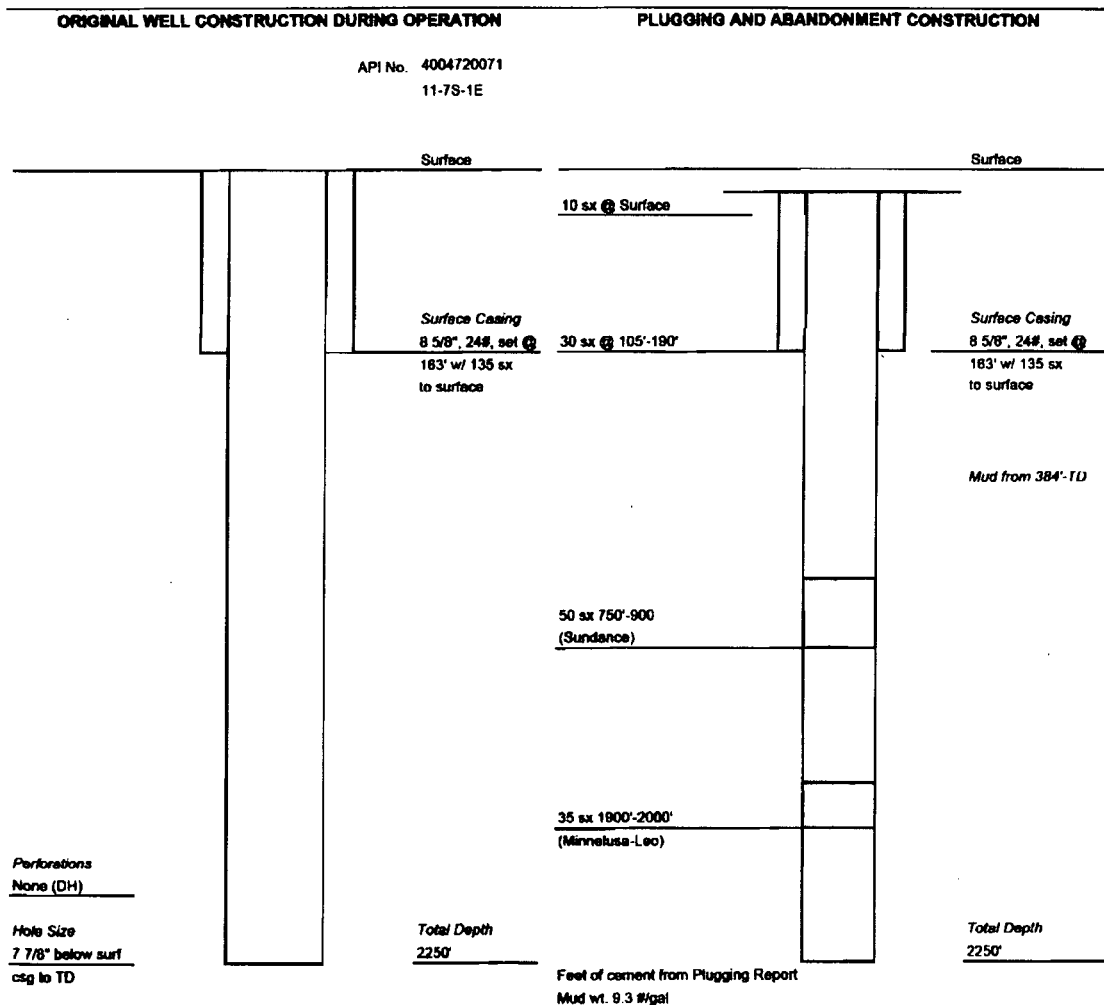 ORIGINAL WELL CONSTRUCTION DURING OPERATION
API No. 4004720071
11-7S-1E
Surface
Surface Casing
8 5/8", 24#, set @
163' w/ 135 sx
to surface
Perforations
None (DH)
Hole Size
7 7/8" below surf
csg to TD
Total Depth
2250'
PLUGGING AND ABANDONMENT CONSTRUCTION
Surface
10 sx @ Surface
Surface Casing
8 5/8", 24#, set @
163' w/ 135 sx
to surface
30 sx @ 105'-190'
Mud from 384'-TD
50 sx 750'-900
(Sundance)
35 sx 1900'-2000'
(Minnelusa-Leo)
Total Depth
2250'
Feet of cement from Plugging Report
Mud wt. 9.3 #/gal